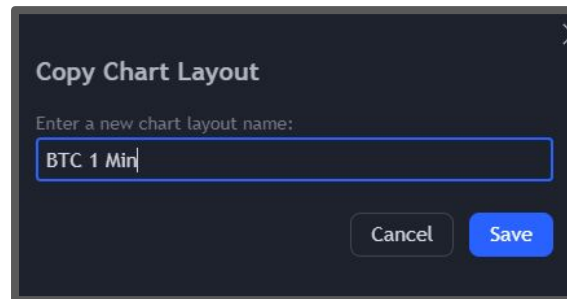 Copy Chart Layout
Enter a new chart layout name:
BTC 1 Min
Cancel Save